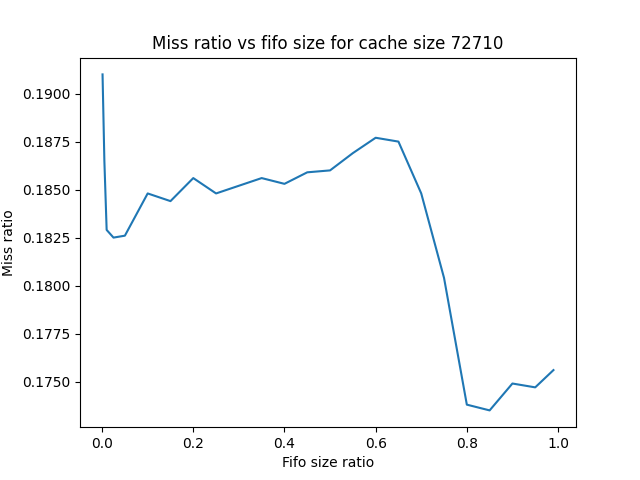 Miss ratio vs fifo size for cache size 72710
0.1900
0.1875
0.1850
0.1825
0.1800
0.1775
0.1750
Miss ratio
0.0 0.2 0.4 0.6 0.8 1.0
Fifo size ratio